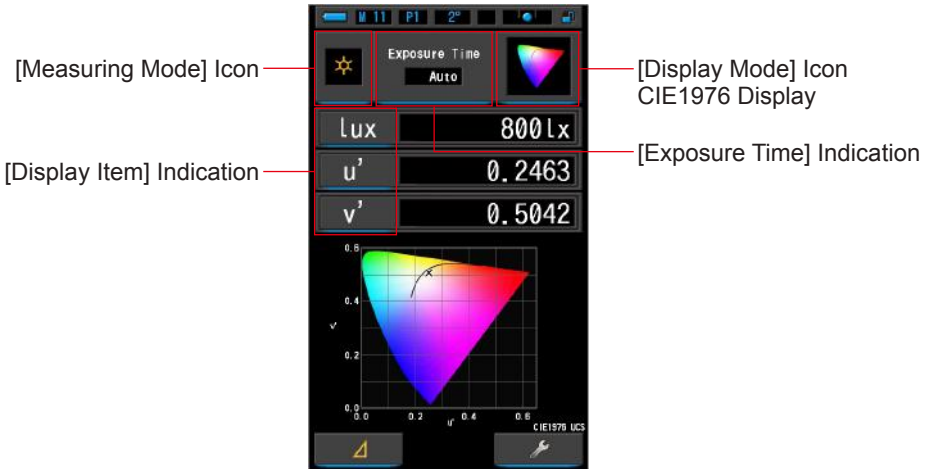 M 11 P1 2°
[Measuring Mode] Icon
Exposure Time
Auto
[Display Mode] Icon
CIE1976 Display
lux 800lx
[Exposure Time] Indication
[Display Item] Indication
u' 0.2463
v' 0.5042
0.6
0.4
v'
0.2
0.0
0.0 0.2 u' 0.4 0.6
CIE1976 UCS